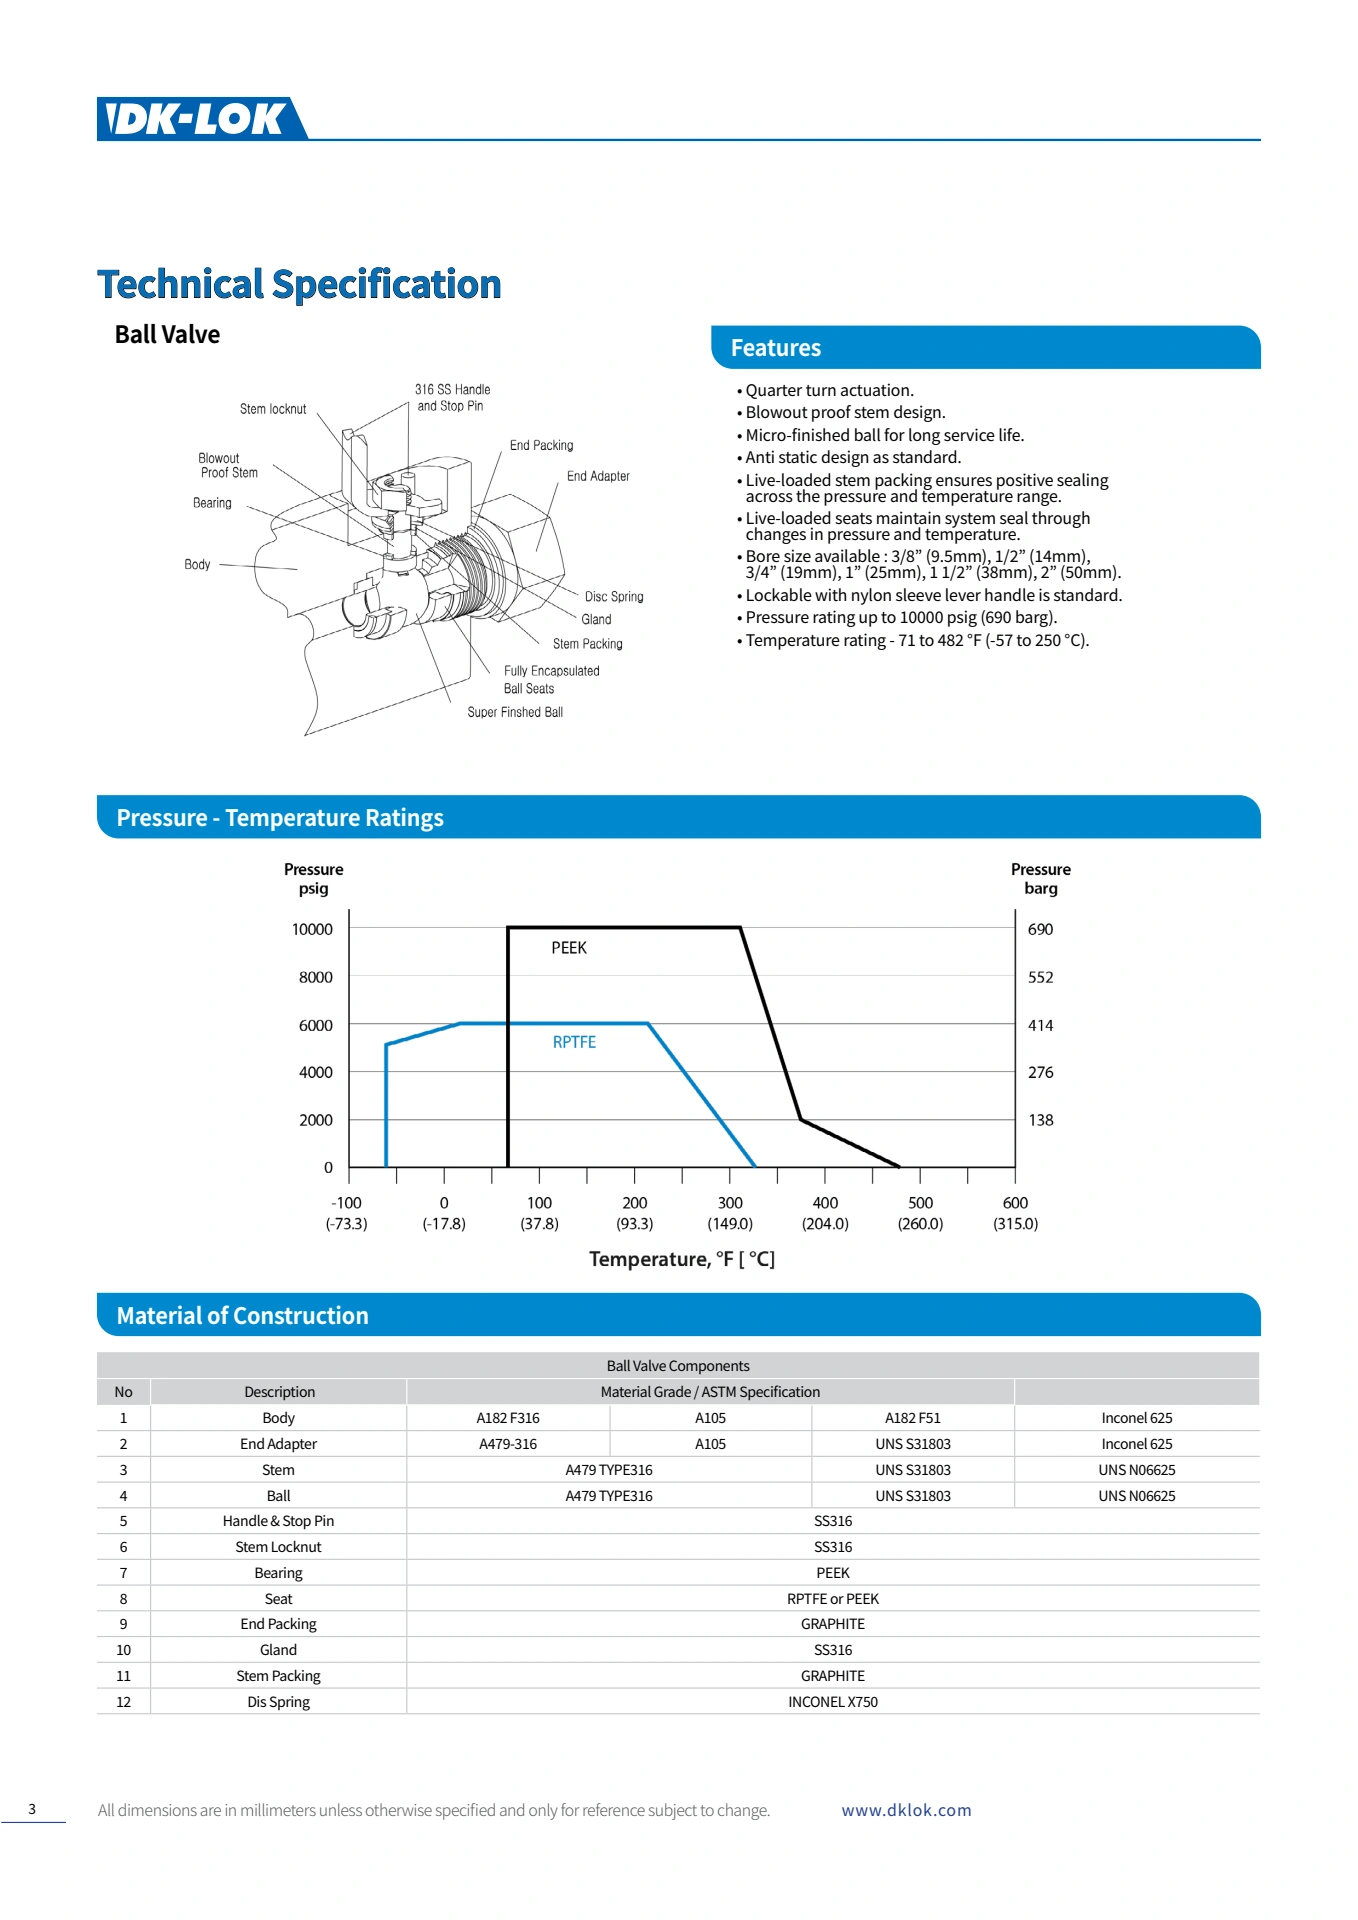 DK-LOK
Technical Specification
Ball Valve
316 SS Handle
and Stop Pin
Stem locknut
End Packing
Blowout
Proof Stem
End Adapter
Bearing
Body
Disc Spring
Gland
Stem Packing
Fully Encapsulated
Ball Seats
Super Finshed Ball
Features
• Quarter turn actuation.
• Blowout proof stem design.
• Micro-finished ball for long service life.
• Anti static design as standard.
• Live-loaded stem packing ensures positive sealing
across the pressure and temperature range.
• Live-loaded seats maintain system seal through
changes in pressure and temperature.
• Bore size available : 3/8” (9.5mm), 1/2” (14mm),
3/4” (19mm), 1” (25mm), 1 1/2” (38mm), 2” (50mm).
• Lockable with nylon sleeve lever handle is standard.
• Pressure rating up to 10000 psig (690 barg).
• Temperature rating - 71 to 482 °F (-57 to 250 °C).
Pressure - Temperature Ratings
Pressure
psig
Pressure
barg
10000 690
PEEK
8000 552
6000 414
RPTFE
4000 276
2000 138
0
-100 0 100 200 300 400 500 600
(-73.3) (-17.8) (37.8) (93.3) (149.0) (204.0) (260.0) (315.0)
Temperature, °F [ °C]
Material of Construction
Ball Valve Components
No Description Material Grade / ASTM Specification
1 Body A182 F316 A105 A182 F51 Inconel 625
2 End Adapter A479-316 A105 UNS S31803 Inconel 625
3 Stem A479 TYPE316 UNS S31803 UNS N06625
4 Ball A479 TYPE316 UNS S31803 UNS N06625
5 Handle & Stop Pin SS316
6 Stem Locknut SS316
7 Bearing PEEK
8 Seat RPTFE or PEEK
9 End Packing GRAPHITE
10 Gland SS316
11 Stem Packing GRAPHITE
12 Dis Spring INCONEL X750
3 All dimensions are in millimeters unless otherwise specified and only for reference subject to change. www.dklok.com